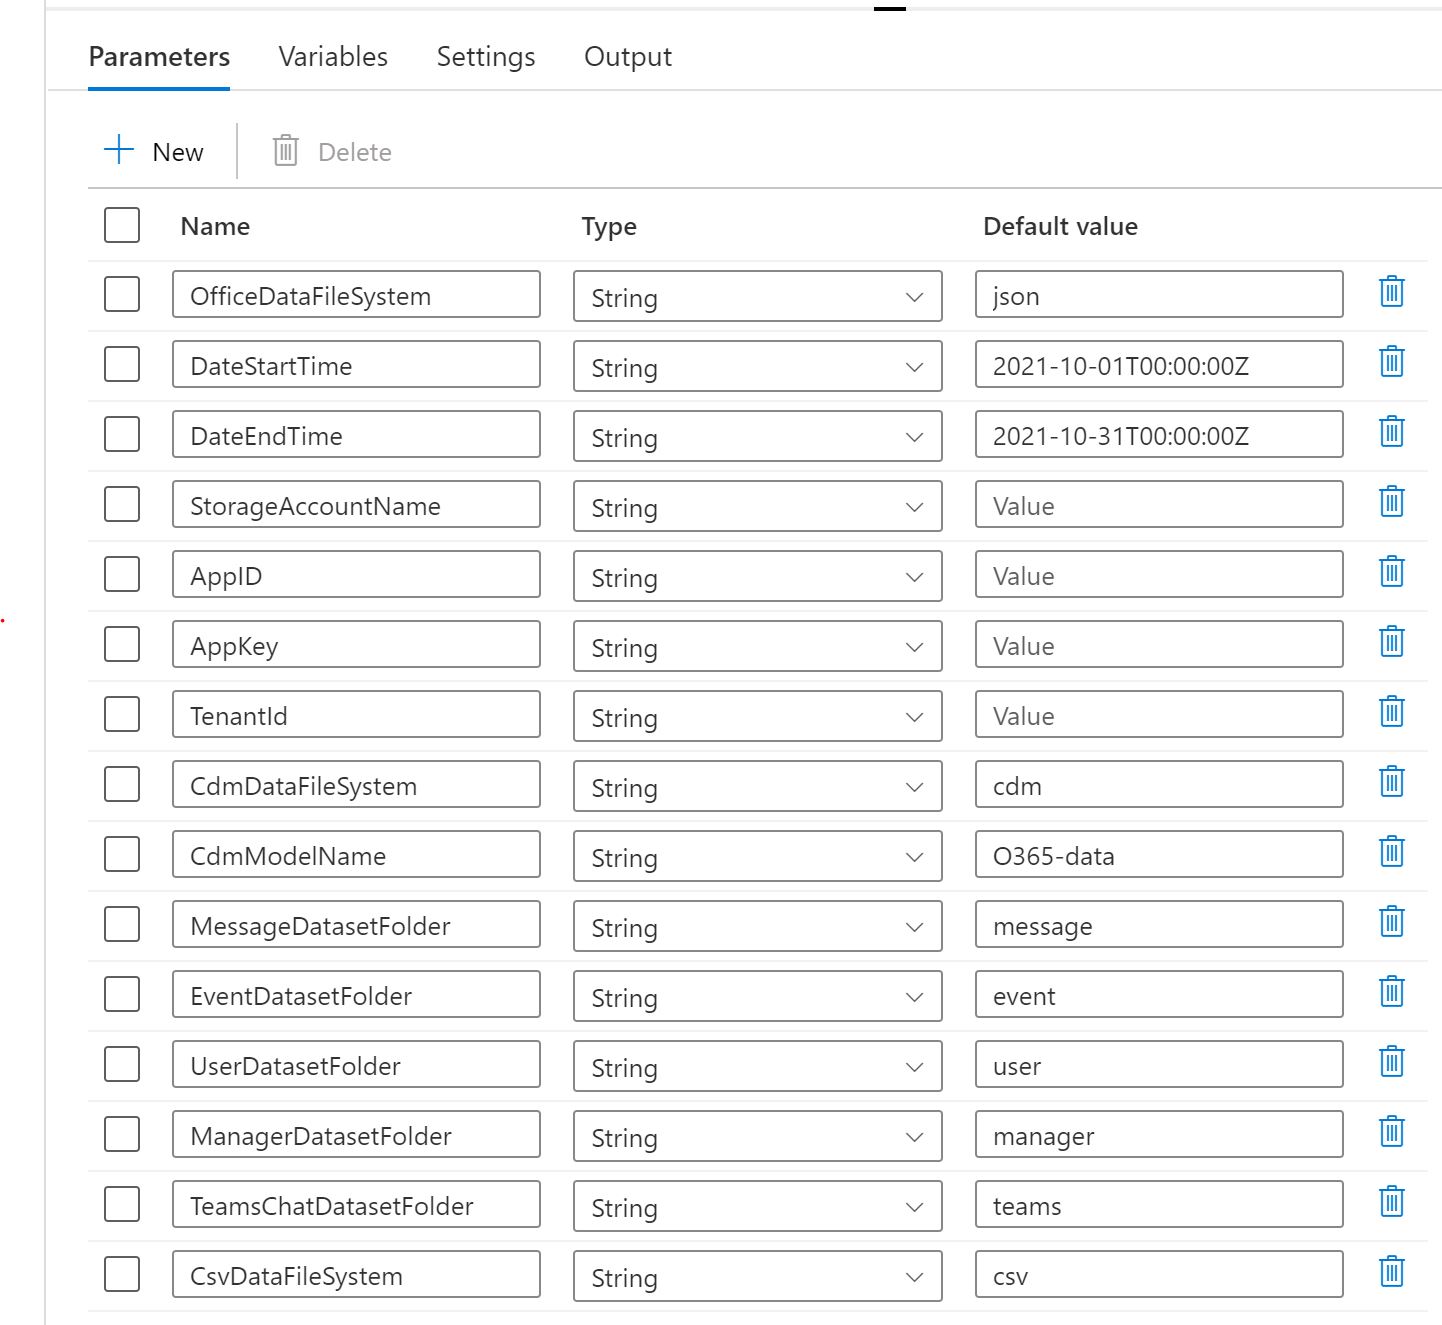 Parameters Variables Settings Output
New Delete
Name Type Default value
OfficeDataFileSystem String json
DateStartTime String 2021-10-01T00:00:00Z
DateEndTime String 2021-10-31T00:00:00Z
StorageAccountName String Value
AppID String Value
AppKey String Value
TenantId String Value
CdmDataFileSystem String cdm
CdmModelName String O365-data
MessageDatasetFolder String message
EventDatasetFolder String event
UserDatasetFolder String user
ManagerDatasetFolder String manager
TeamsChatDatasetFolder String teams
CsvDataFileSystem String csv